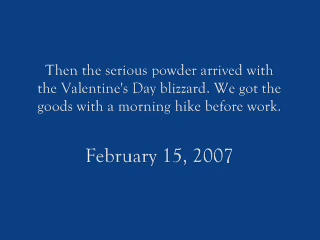 Then the serious powder arrived with
the Valentine's Day blizzard. We got the
goods with a morning hike before work.
February 15, 2007